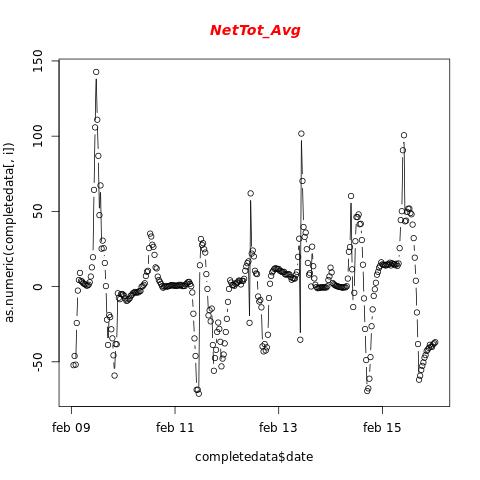 NetTot_Avg
as.numeric(completedata[, i])
150
100
50
0
-50
feb 09
feb 11
feb 13
feb 15
completedata$date